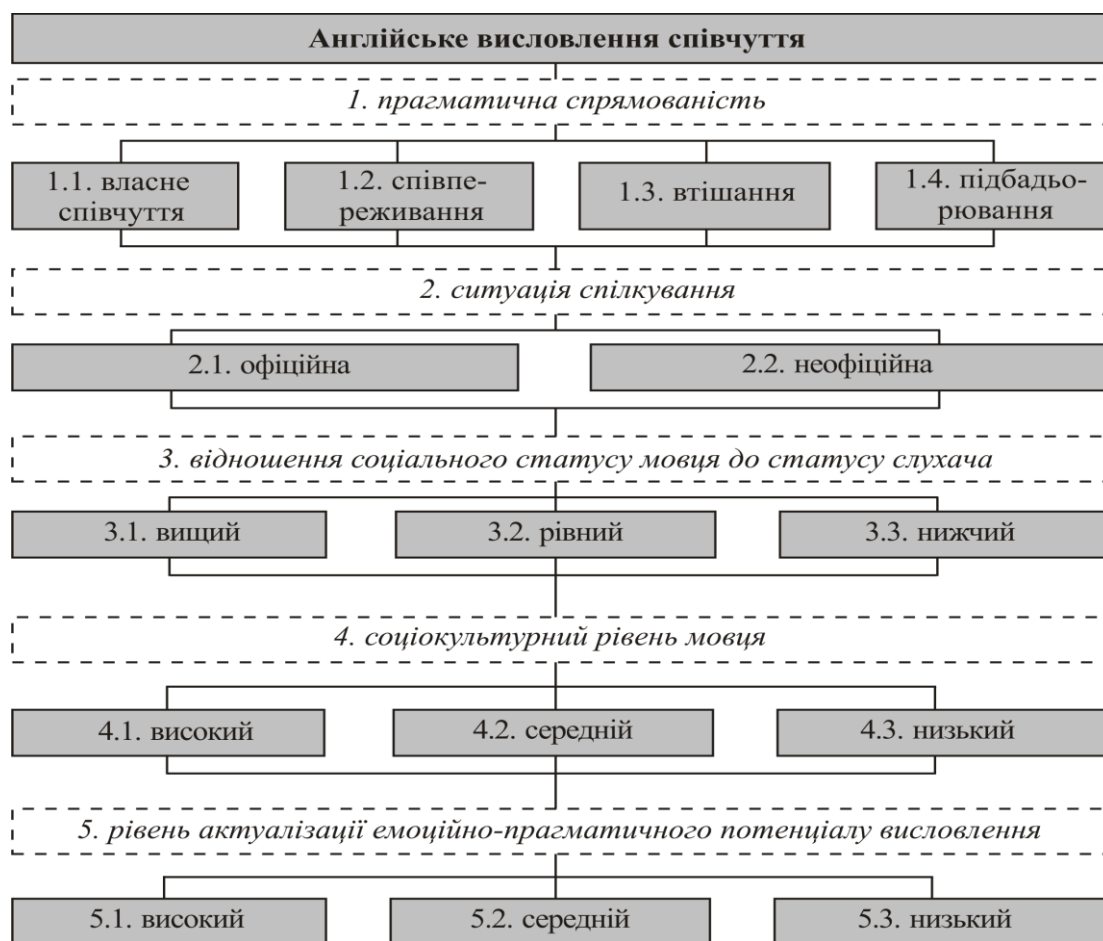 Англійське висловлення співчуття
1. прагматична спрямованість
1.1. власне
співчуття
1.2. співпе-
реживання
1.3. втішання
1.4. підбадьо-
рювання
2. ситуація спілкування
2.1. офіційна
2.2. неофіційна
3. відношення соціального статусу мовця до статусу слухача
3.1. вищий
3.2. рівний
3.3. нижчий
4. соціокультурний рівень мовця
4.1. високий
4.2. середній
4.3. низький
5. рівень актуалізації емоційно-прагматичного потенціалу висловлення
5.1. високий
5.2. середній
5.3. низький